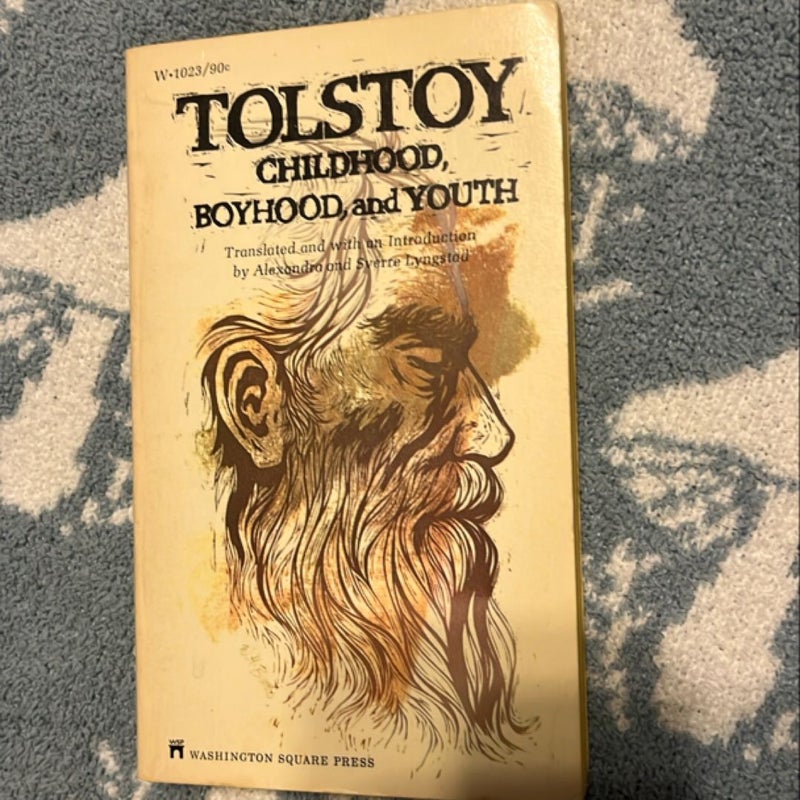 W•1023/90c
TOLSTOY
CHILDHOOD,
BOYHOOD, and YOUTH
Translated and with an Introduction
by Alexandra and Sverre Lyngstad
WSP
WASHINGTON SQUARE PRESS